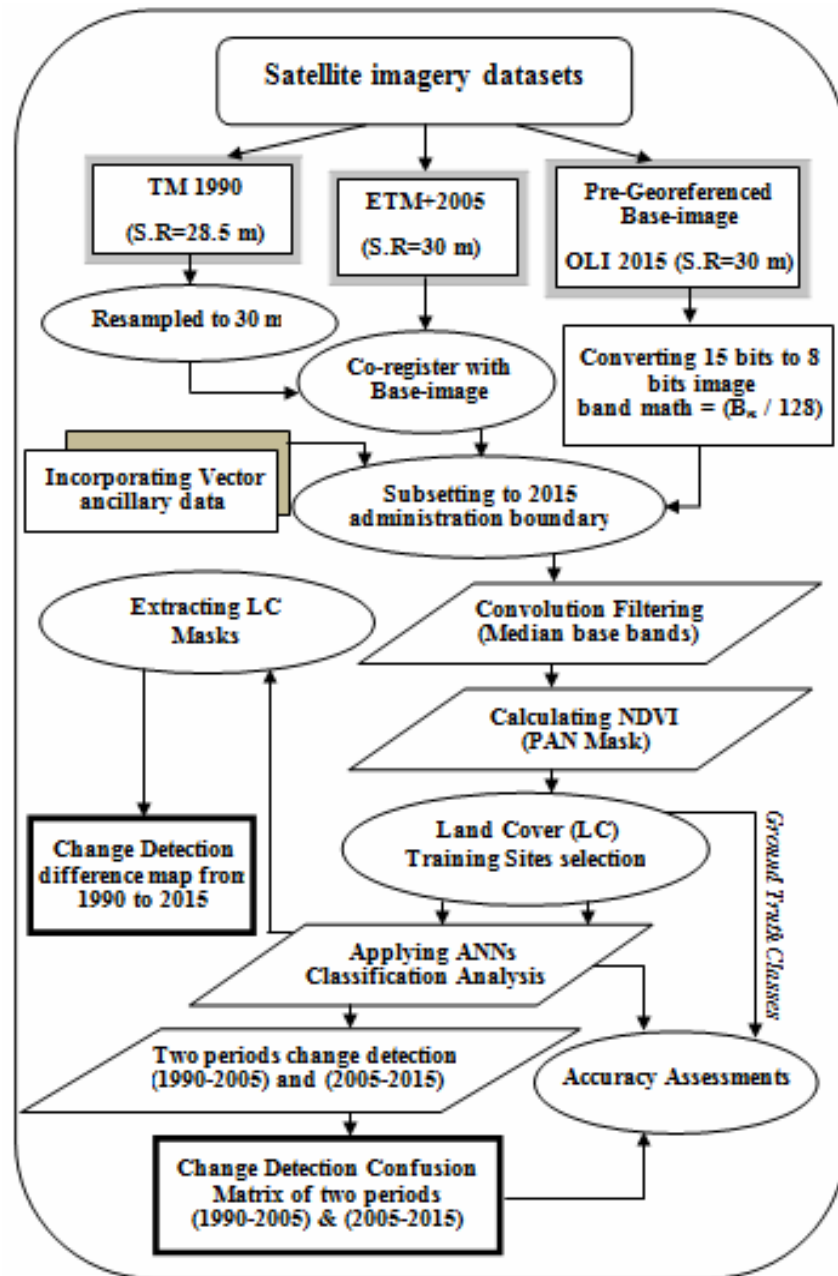 Satellite imagery datasets
TM 1990
(S.R=28.5 m)
ETM+2005
(S.R=30 m)
Pre-Georeferenced
Base-image
OLI 2015 (S.R=30 m)
Resampled to 30 m
Co-register with
Base-image
Converting 15 bits to 8
bits image
band math = (Bₙ / 128)
Incorporating Vector
ancillary data
Subsetting to 2015
administration boundary
Extracting LC
Masks
Convolution Filtering
(Median base bands)
Calculating NDVI
(PAN Mask)
Land Cover (LC)
Training Sites selection
Ground Truth Classes
Change Detection
difference map from
1990 to 2015
Applying ANNs
Classification Analysis
Two periods change detection
(1990-2005) and (2005-2015)
Accuracy Assessments
Change Detection Confusion
Matrix of two periods
(1990-2005) & (2005-2015)